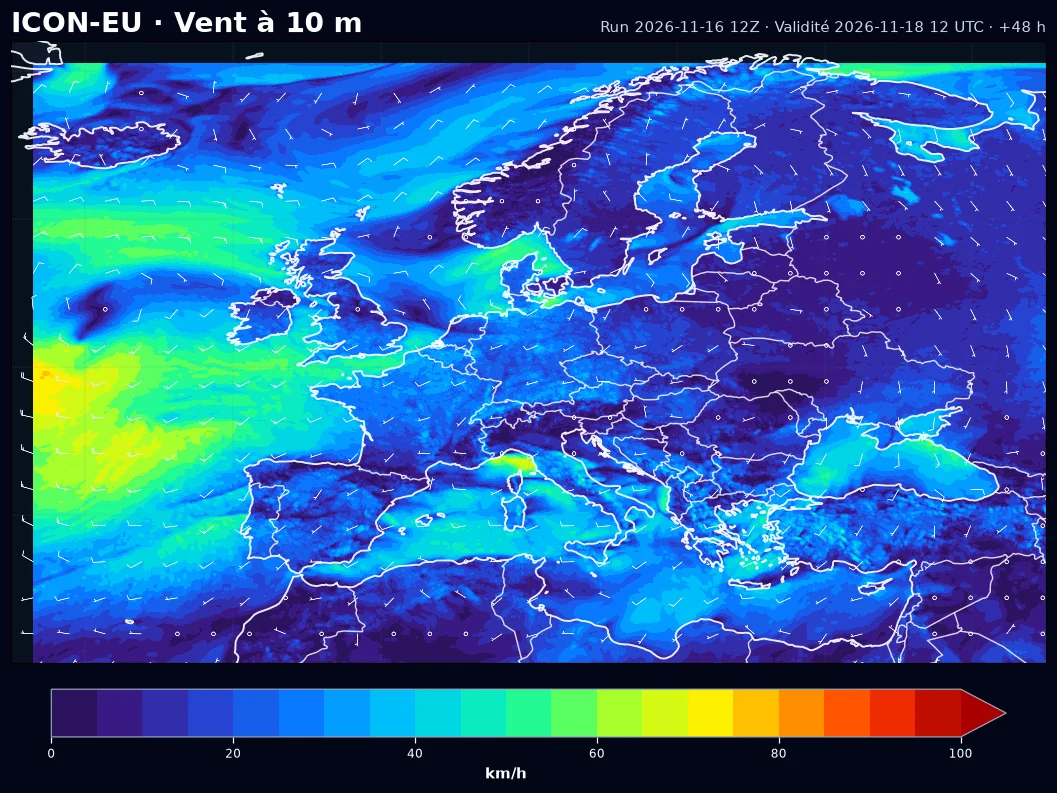 ICON-EU · Vent à 10 m
Run 2026-11-16 12Z · Validité 2026-11-18 12 UTC · +48 h
0 20 40 60 80 100
km/h